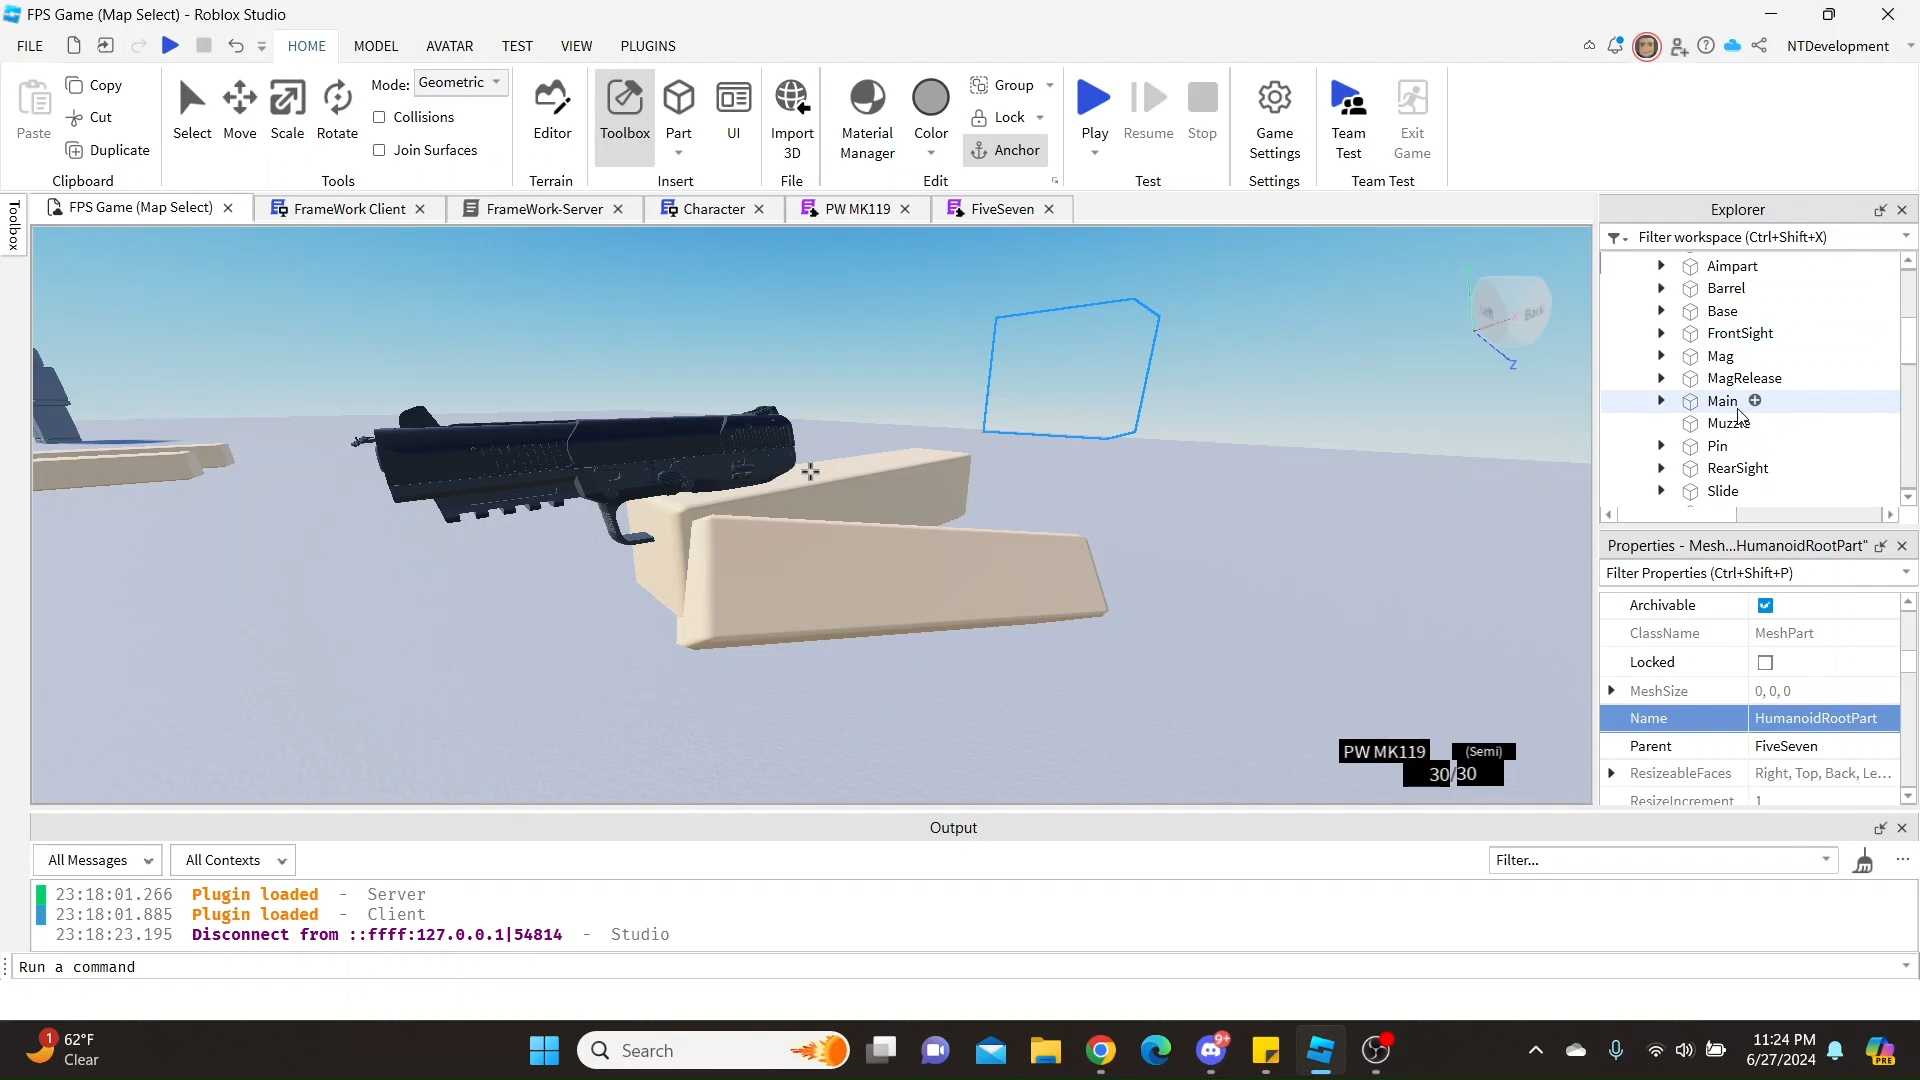 FPS Game (Map Select) - Roblox Studio
FILE HOME MODEL AVATAR TEST VIEW PLUGINS NTDevelopment
Paste Copy Cut Duplicate Clipboard
Select Move Scale Rotate Mode: Geometric Collisions Join Surfaces Tools
Editor Terrain
Toolbox Part UI Insert
Import 3D File
Material Manager Color Group Lock Anchor Edit
Play Resume Stop Test
Game Settings Settings
Team Test Exit Game Team Test
Toolbox
FPS Game (Map Select) FrameWork Client FrameWork-Server Character PW MK119 FiveSeven
Left Back
X
Z
PW MK119 (Semi)
30/30
Explorer
Filter workspace (Ctrl+Shift+X)
Aimpart
Barrel
Base
FrontSight
Mag
MagRelease
Main
Muzzle
Pin
RearSight
Slide
Properties - Mesh...HumanoidRootPart"
Filter Properties (Ctrl+Shift+P)
Archivable
ClassName MeshPart
Locked
MeshSize 0, 0, 0
Name HumanoidRootPart
Parent FiveSeven
ResizeableFaces Right, Top, Back, Le...
ResizeIncrement 1
Output
All Messages All Contexts Filter...
23:18:01.266 Plugin loaded - Server
23:18:01.885 Plugin loaded - Client
23:18:23.195 Disconnect from ::ffff:127.0.0.1|54814 - Studio
Run a command
1 62°F
Clear
Search
9+
11:24 PM
6/27/2024
PRE